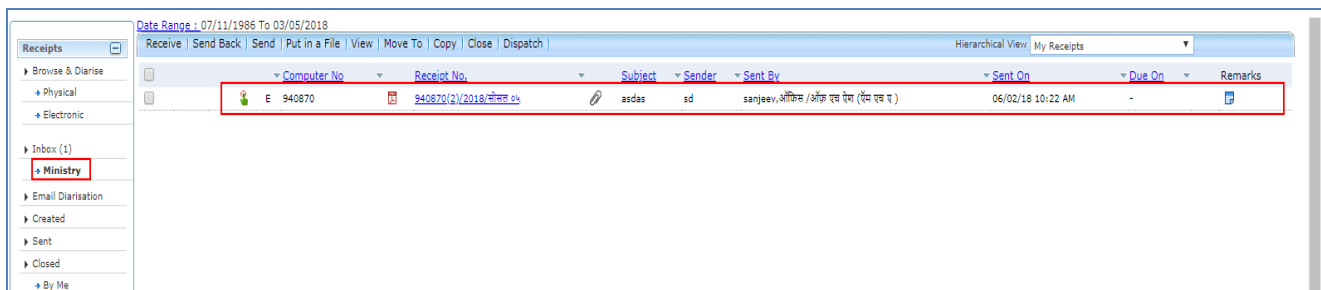 Date Range : 07/11/1986 To 03/05/2018
Receipts
Receive | Send Back | Send | Put in a File | View | Move To | Copy | Close | Dispatch |
Hierarchical View My Receipts
Browse & Diarise
Physical
Electronic
Inbox (1)
Ministry
Email Diarisation
Created
Sent
Closed
By Me
Computer No Receipt No. Subject Sender Sent By Sent On Due On Remarks
E 940870 940870(2)/2018/सोसत ०५ asdas sd sanjeev,ऑफिस /ऑफ़ एच ऐम (ऍम एच ए ) 06/02/18 10:22 AM -